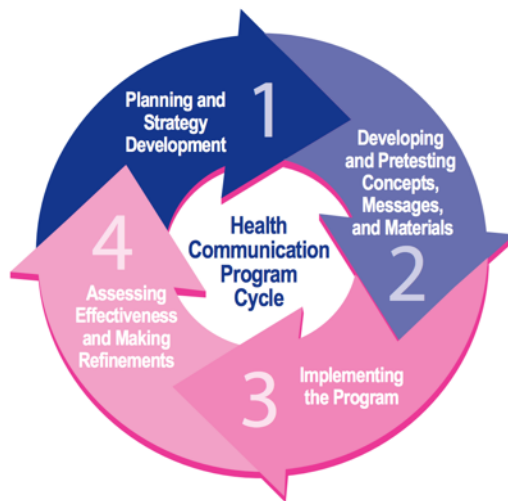 1
Planning and
Strategy
Development
Developing
and Pretesting
Concepts,
Messages,
and Materials
2
Health
Communication
Program
Cycle
3
Implementing
the Program
4
Assessing
Effectiveness
and Making
Refinements